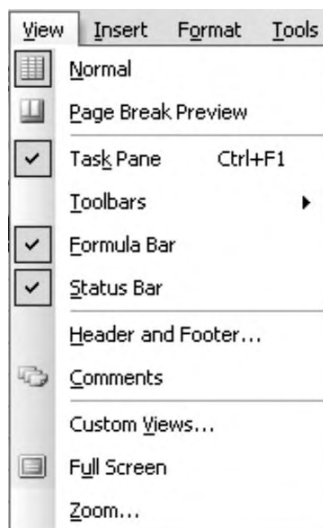 View Insert Format Tools
Normal
Page Break Preview
Task Pane Ctrl+F1
Toolbars
Formula Bar
Status Bar
Header and Footer...
Comments
Custom Views...
Full Screen
Zoom...